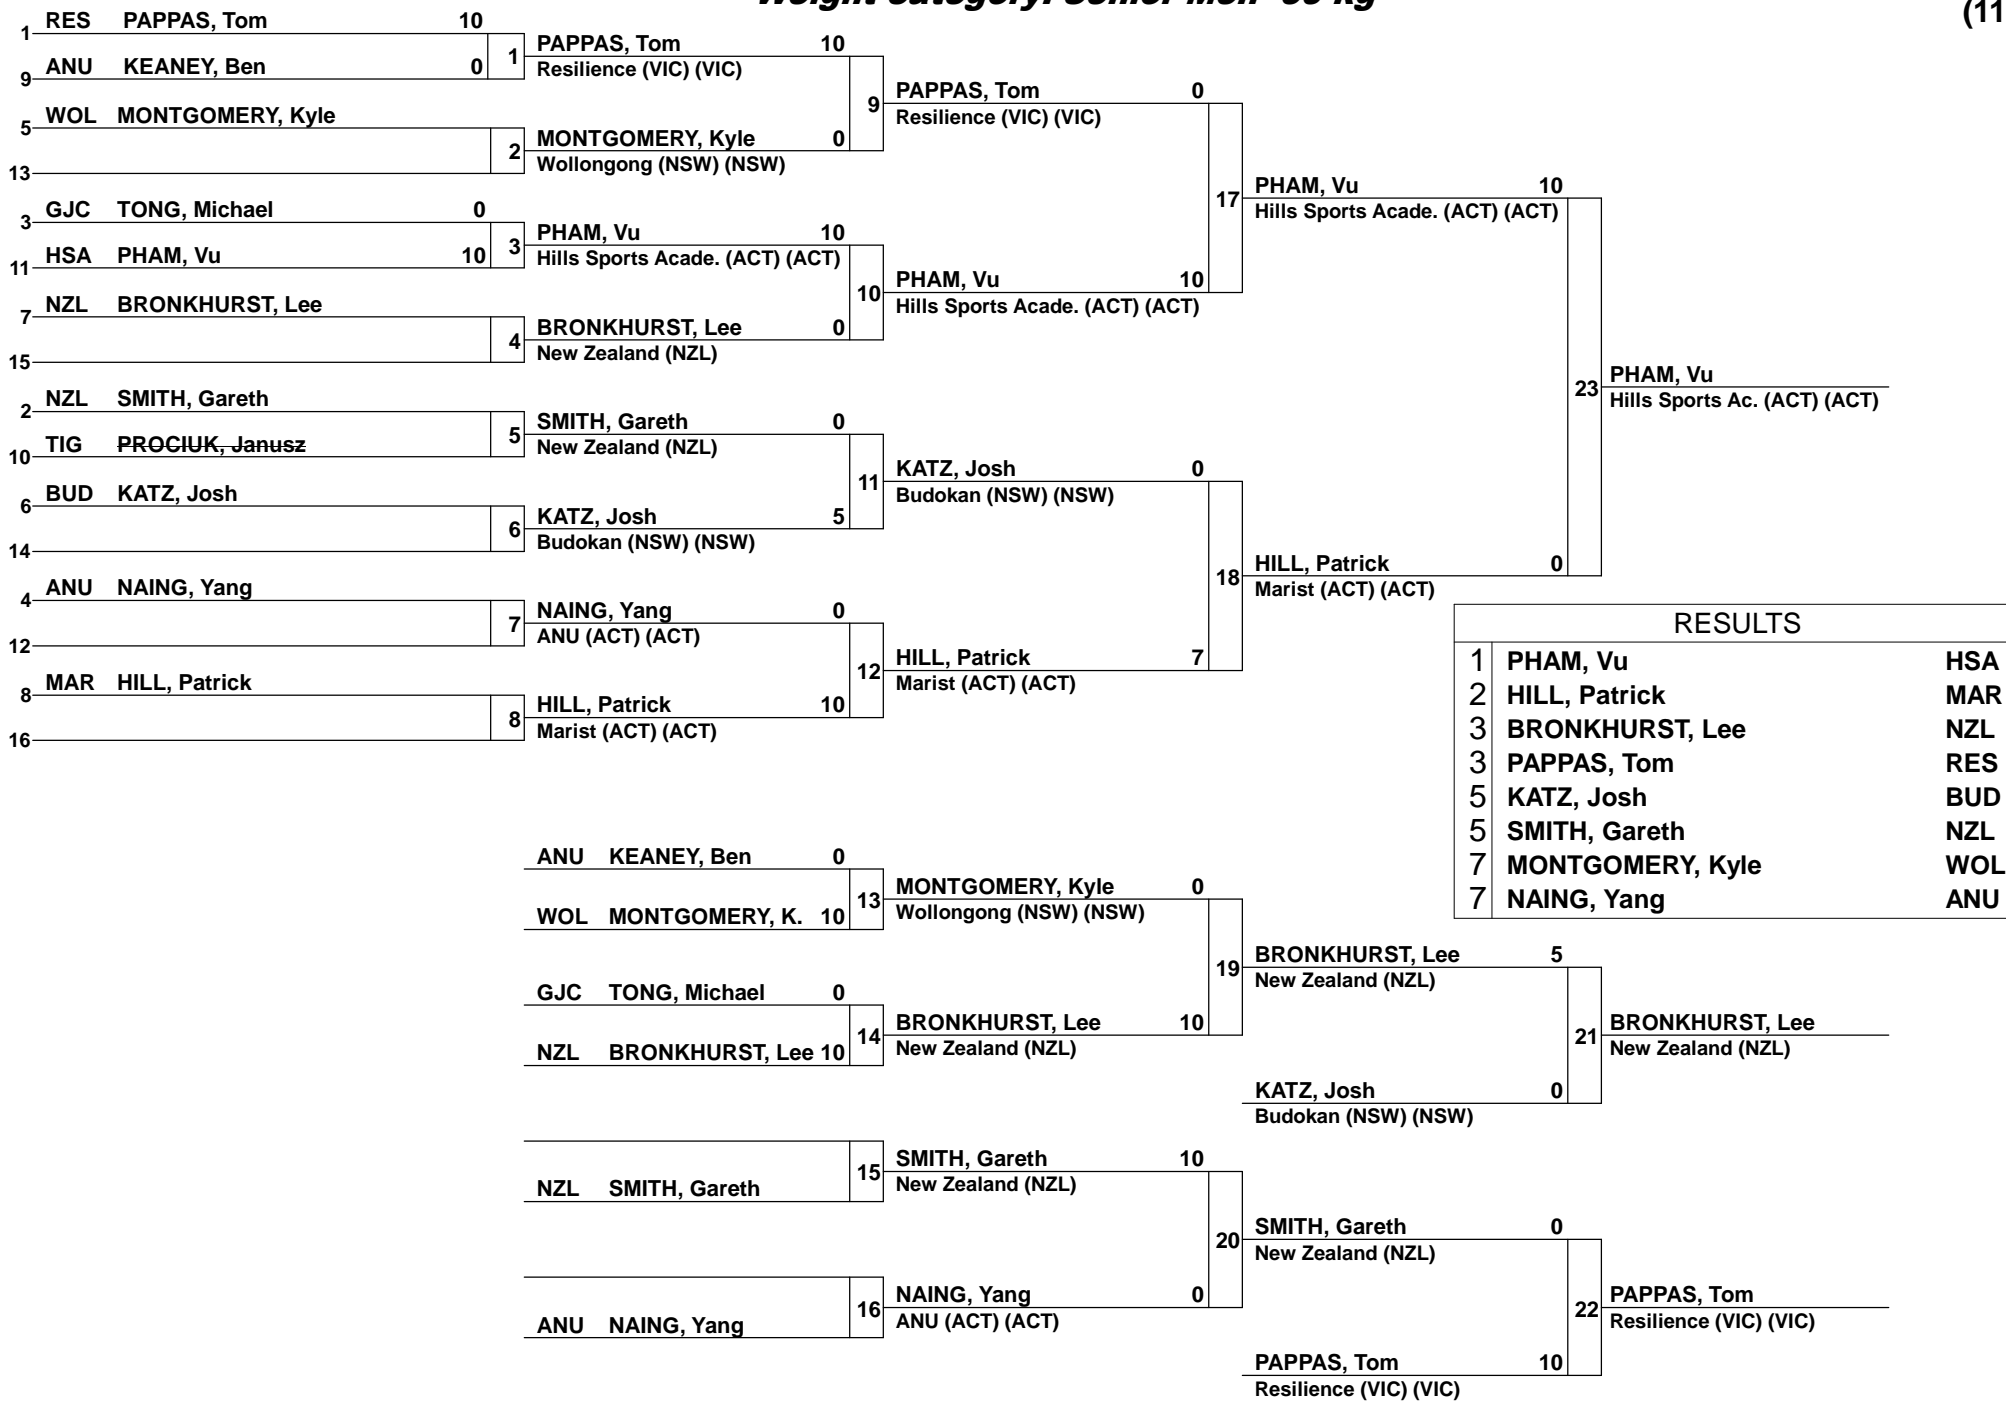 (11
1 RES PAPPAS, Tom 10
9 ANU KEANEY, Ben 0
1
5 WOL MONTGOMERY, Kyle
13
2
3 GJC TONG, Michael 0
11 HSA PHAM, Vu 10
3
7 NZL BRONKHURST, Lee
15
4
2 NZL SMITH, Gareth
10 TIG PROCIUK, Janusz
5
6 BUD KATZ, Josh
14
6
4 ANU NAING, Yang
12
7
8 MAR HILL, Patrick
16
8
PAPPAS, Tom 10
Resilience (VIC) (VIC)
9
MONTGOMERY, Kyle 0
Wollongong (NSW) (NSW)
PHAM, Vu 10
Hills Sports Acade. (ACT) (ACT)
10
BRONKHURST, Lee 0
New Zealand (NZL)
SMITH, Gareth 0
New Zealand (NZL)
11
KATZ, Josh 5
Budokan (NSW) (NSW)
NAING, Yang 0
ANU (ACT) (ACT)
12
HILL, Patrick 10
Marist (ACT) (ACT)
PAPPAS, Tom 0
Resilience (VIC) (VIC)
17
PHAM, Vu 10
Hills Sports Acade. (ACT) (ACT)
KATZ, Josh 0
Budokan (NSW) (NSW)
18
HILL, Patrick 7
Marist (ACT) (ACT)
PHAM, Vu 10
Hills Sports Acade. (ACT) (ACT)
23
HILL, Patrick 0
Marist (ACT) (ACT)
PHAM, Vu
Hills Sports Ac. (ACT) (ACT)
RESULTS
1 PHAM, Vu HSA
2 HILL, Patrick MAR
3 BRONKHURST, Lee NZL
3 PAPPAS, Tom RES
5 KATZ, Josh BUD
5 SMITH, Gareth NZL
7 MONTGOMERY, Kyle WOL
7 NAING, Yang ANU
ANU KEANEY, Ben 0
13
WOL MONTGOMERY, K. 10
GJC TONG, Michael 0
14
NZL BRONKHURST, Lee 10
15
NZL SMITH, Gareth
16
ANU NAING, Yang
MONTGOMERY, Kyle 0
Wollongong (NSW) (NSW)
19
BRONKHURST, Lee 10
New Zealand (NZL)
SMITH, Gareth 10
New Zealand (NZL)
20
NAING, Yang 0
ANU (ACT) (ACT)
BRONKHURST, Lee 5
New Zealand (NZL)
21
KATZ, Josh 0
Budokan (NSW) (NSW)
SMITH, Gareth 0
New Zealand (NZL)
22
PAPPAS, Tom 10
Resilience (VIC) (VIC)
BRONKHURST, Lee
New Zealand (NZL)
PAPPAS, Tom
Resilience (VIC) (VIC)